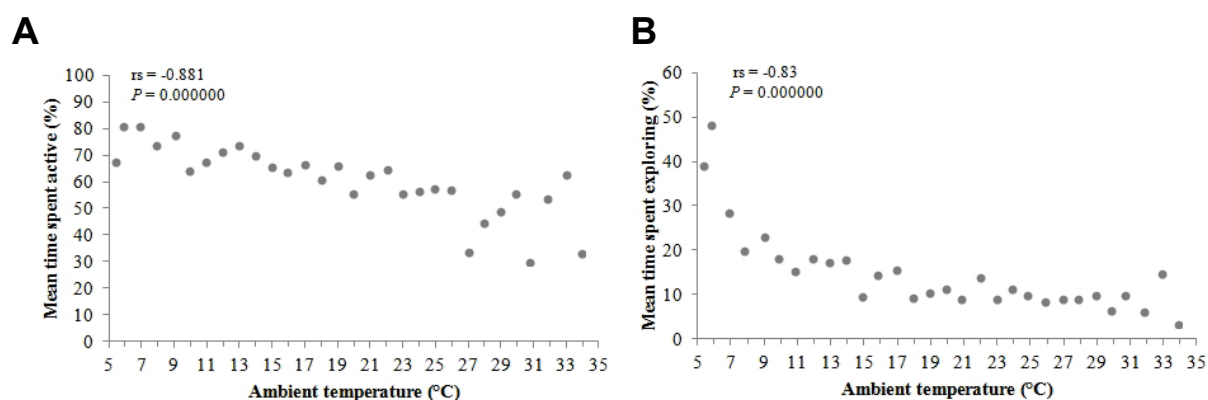 A
rs = -0.881
P = 0.000000
Mean time spent active (%)
100
90
80
70
60
50
40
30
20
10
0
5 7 9 11 13 15 17 19 21 23 25 27 29 31 33 35
Ambient temperature (°C)
B
rs = -0.83
P = 0.000000
Mean time spent exploring (%)
60
50
40
30
20
10
0
5 7 9 11 13 15 17 19 21 23 25 27 29 31 33 35
Ambient temperature (°C)